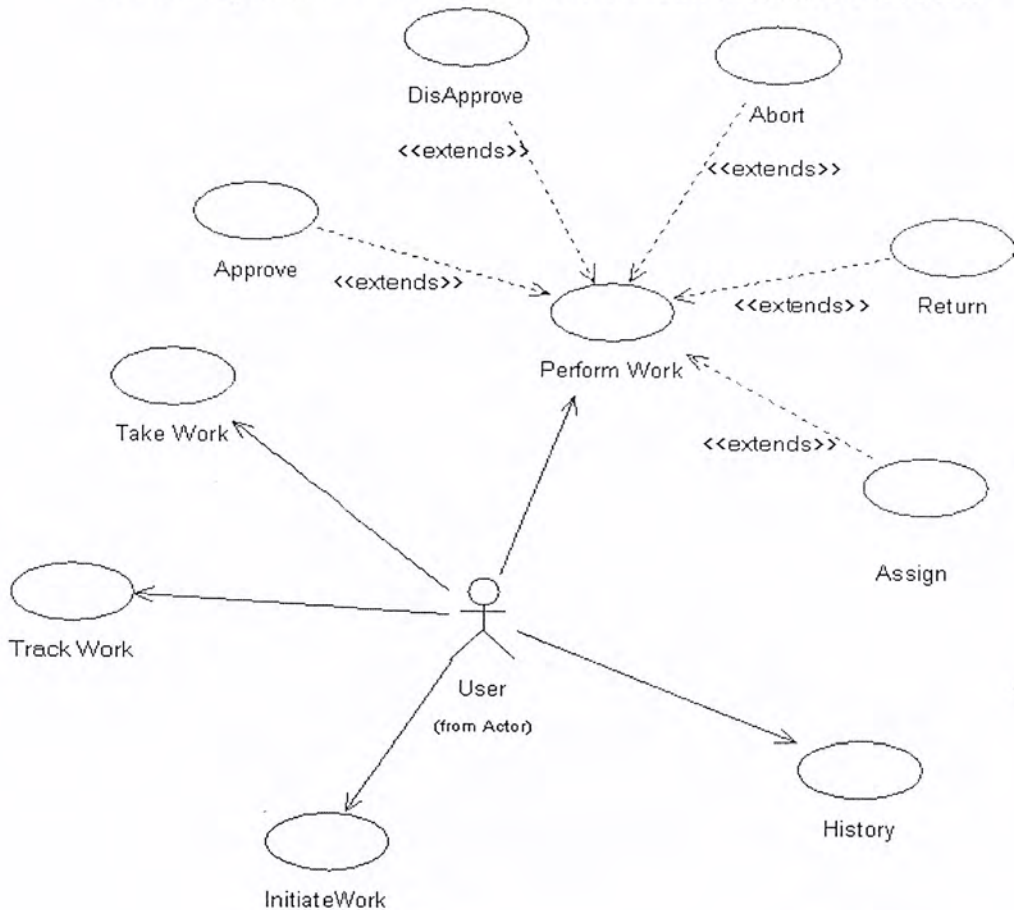 DisApprove
Abort
<<extends>>
<<extends>>
Approve
<<extends>>
Return
<<extends>>
Perform Work
Take Work
<<extends>>
Assign
Track Work
User
(from Actor)
History
InitiateWork